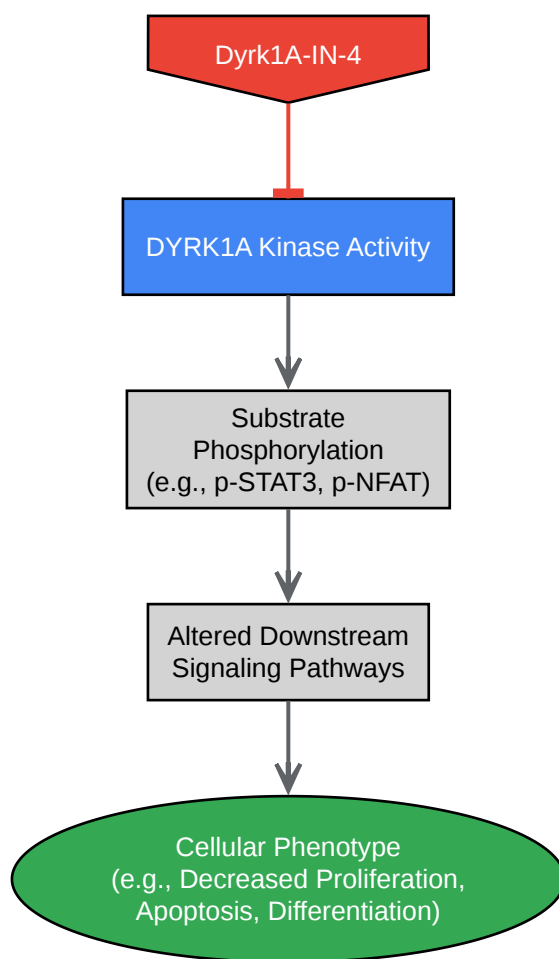 Dyrk1A-IN-4
DYRK1A Kinase Activity
Substrate
Phosphorylation
(e.g., p-STAT3, p-NFAT)
Altered Downstream
Signaling Pathways
Cellular Phenotype
(e.g., Decreased Proliferation,
Apoptosis, Differentiation)